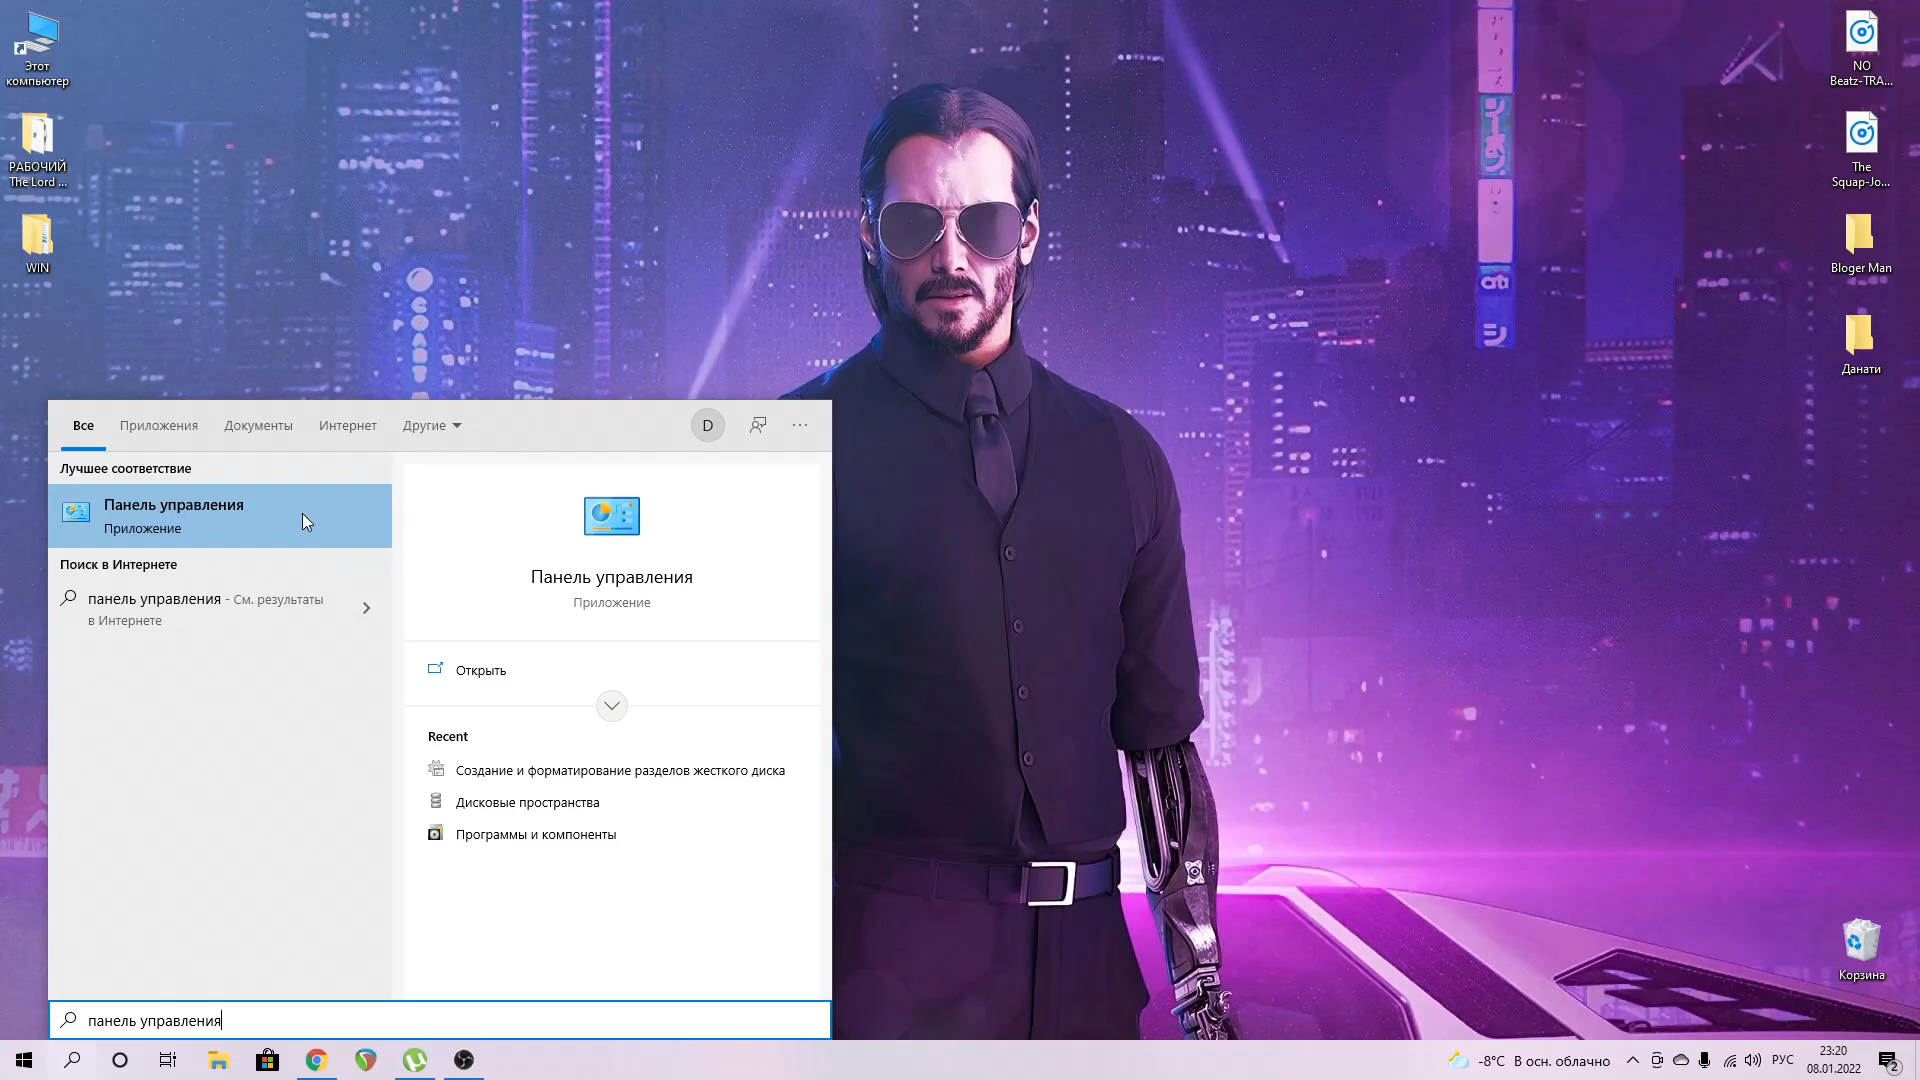 Этот
компьютер
РАБОЧИЙ
The Lord ...
WIN
NO
Beatz-TRA...
The
Squap-Jo...
Bloger Man
Данати
Корзина
Все
Приложения
Документы
Интернет
Другие
D
Лучшее соответствие
Панель управления
Приложение
Поиск в Интернете
панель управления - См. результаты
в Интернете
Панель управления
Приложение
Открыть
Recent
Создание и форматирование разделов жесткого диска
Дисковые пространства
Программы и компоненты
панель управления
-8°C В осн. облачно
РУС
23:20
08.01.2022
2